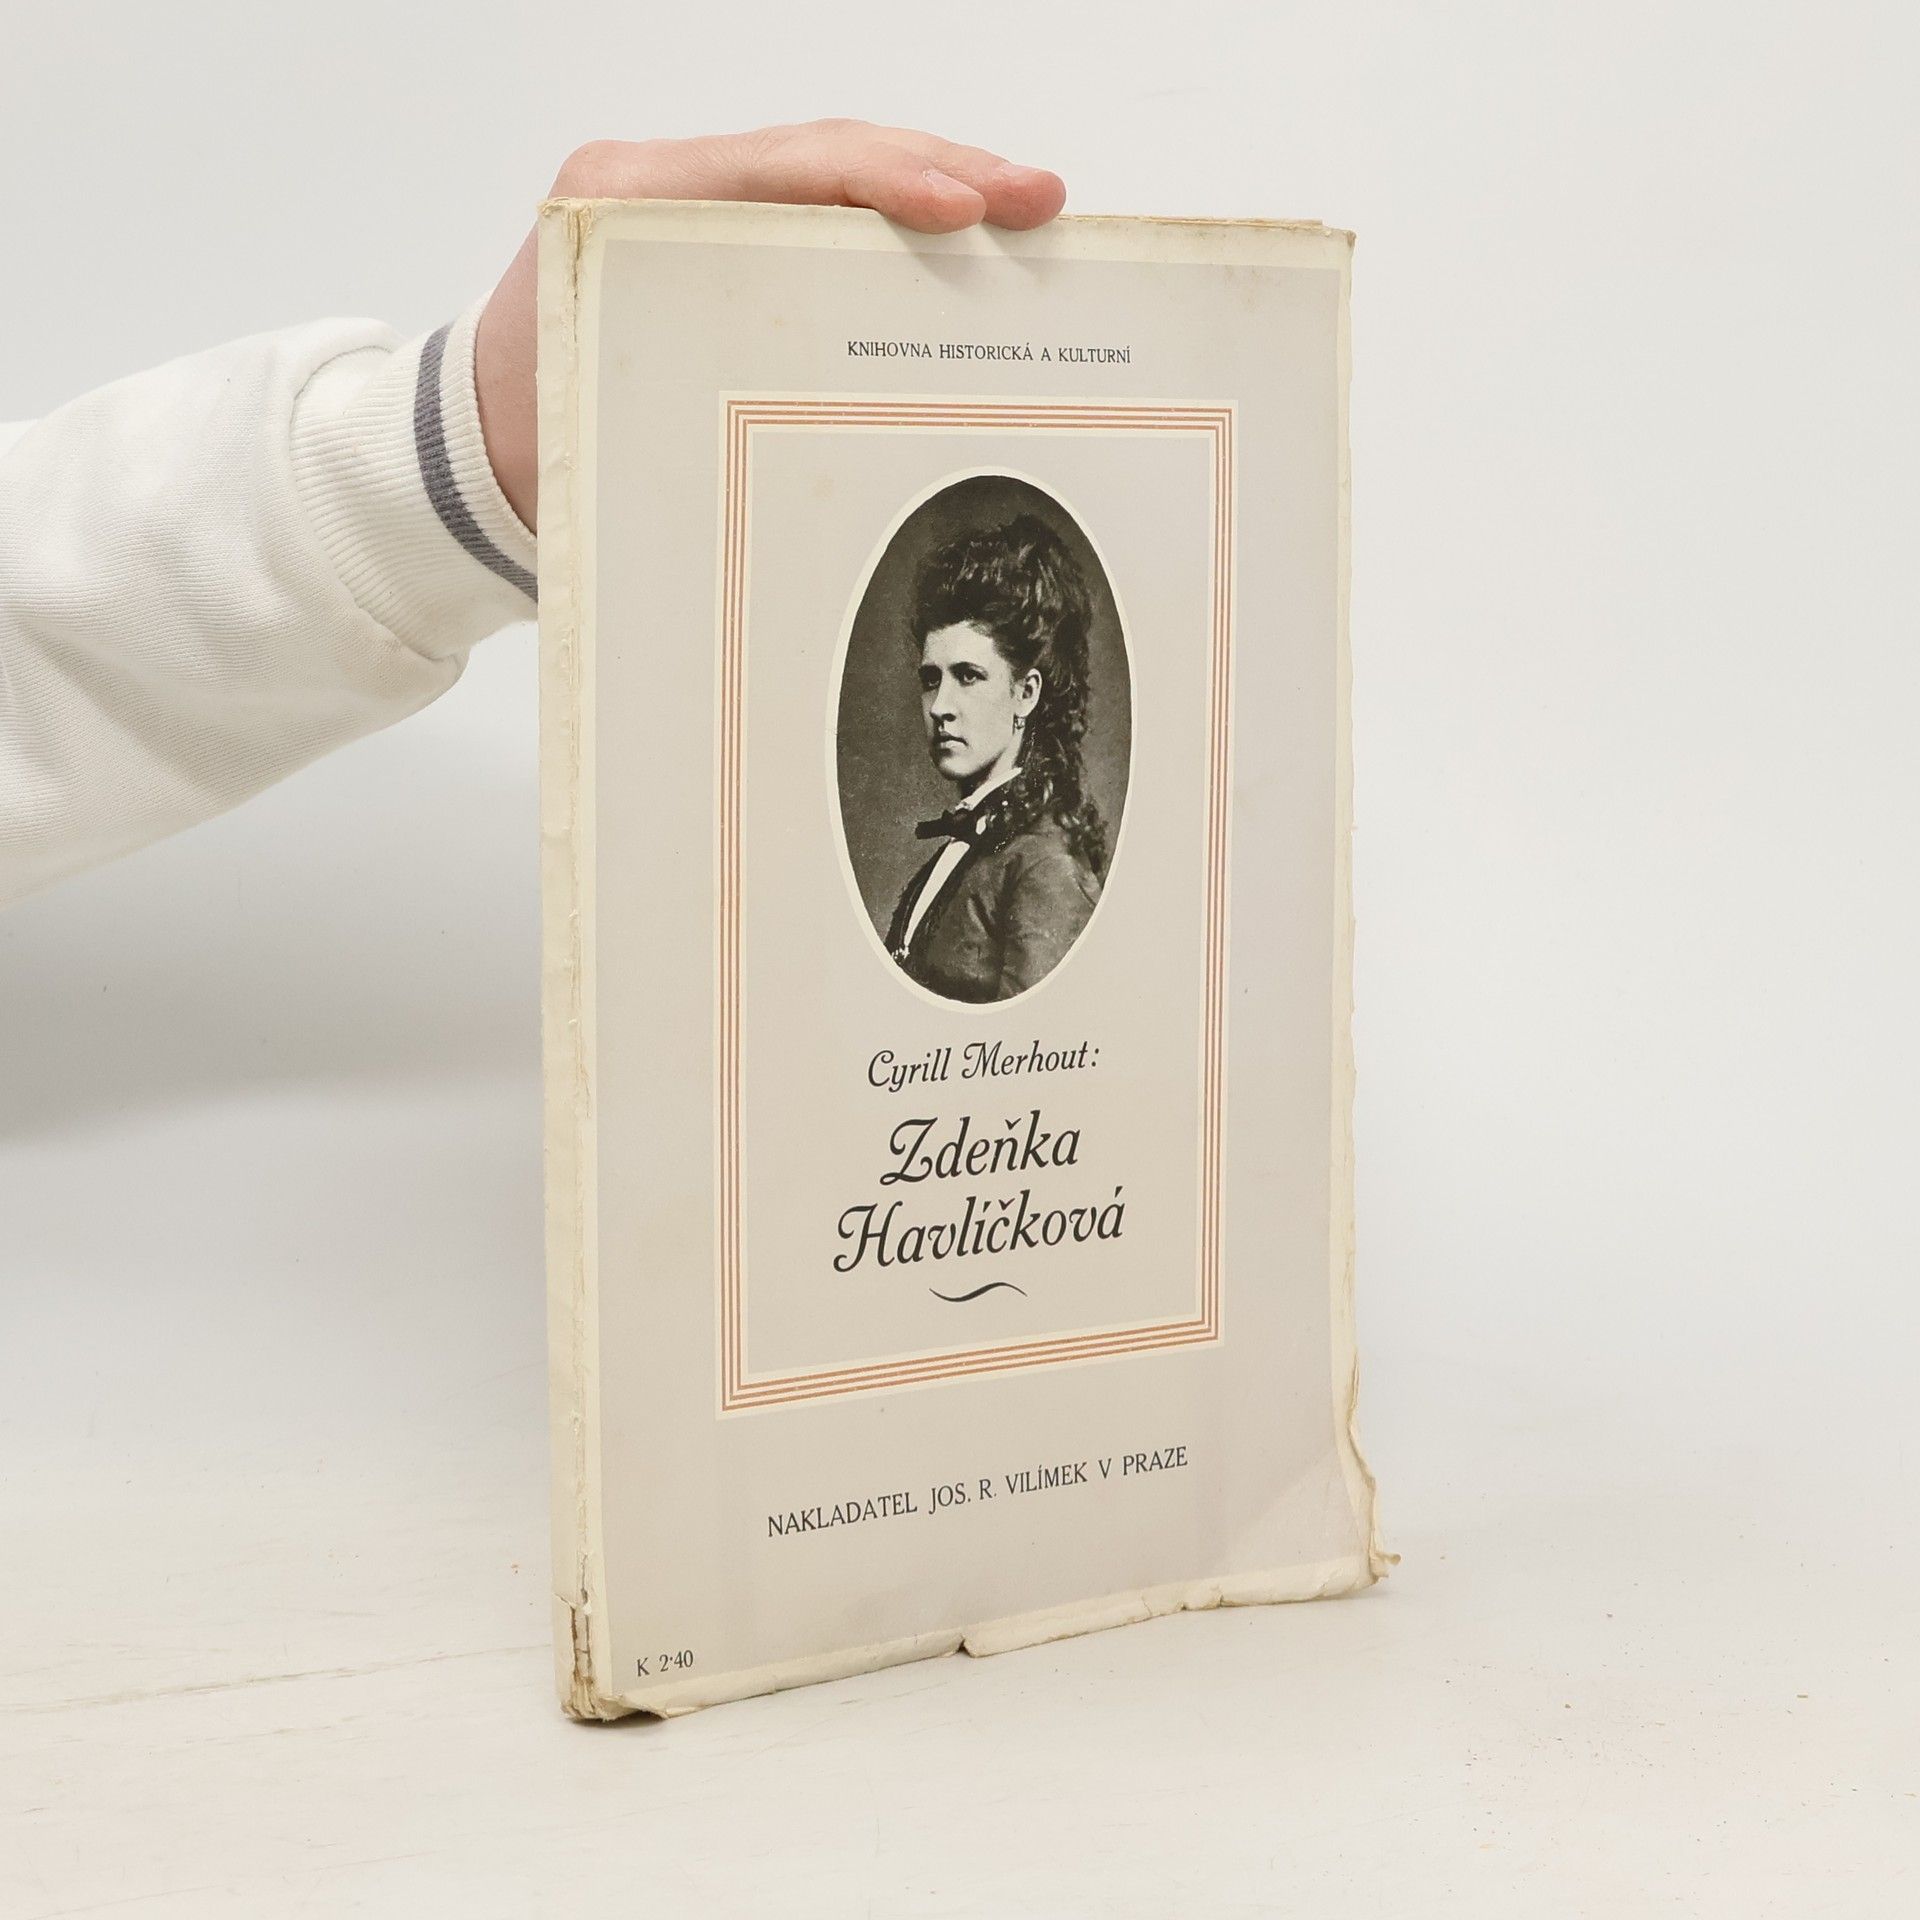 KNIHOVNA HISTORICKÁ A KULTURNÍ
Cyrill Merhout:
Zdeňka
Havlíčková
NAKLADATEL JOS. R. VILÍMEK V PRAZE
K 2·40